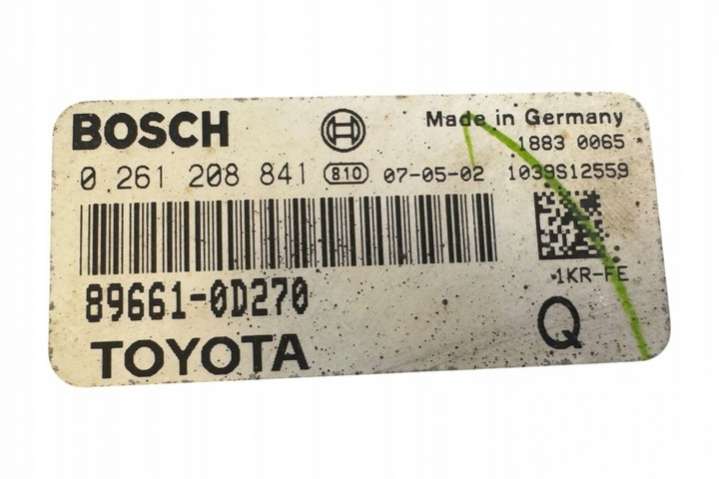 BOSCH Made in Germany
1883 0065
0 261 208 841 810 07-05-02 1039S12559
1KR-FE
89661-0D270
Q
TOYOTA